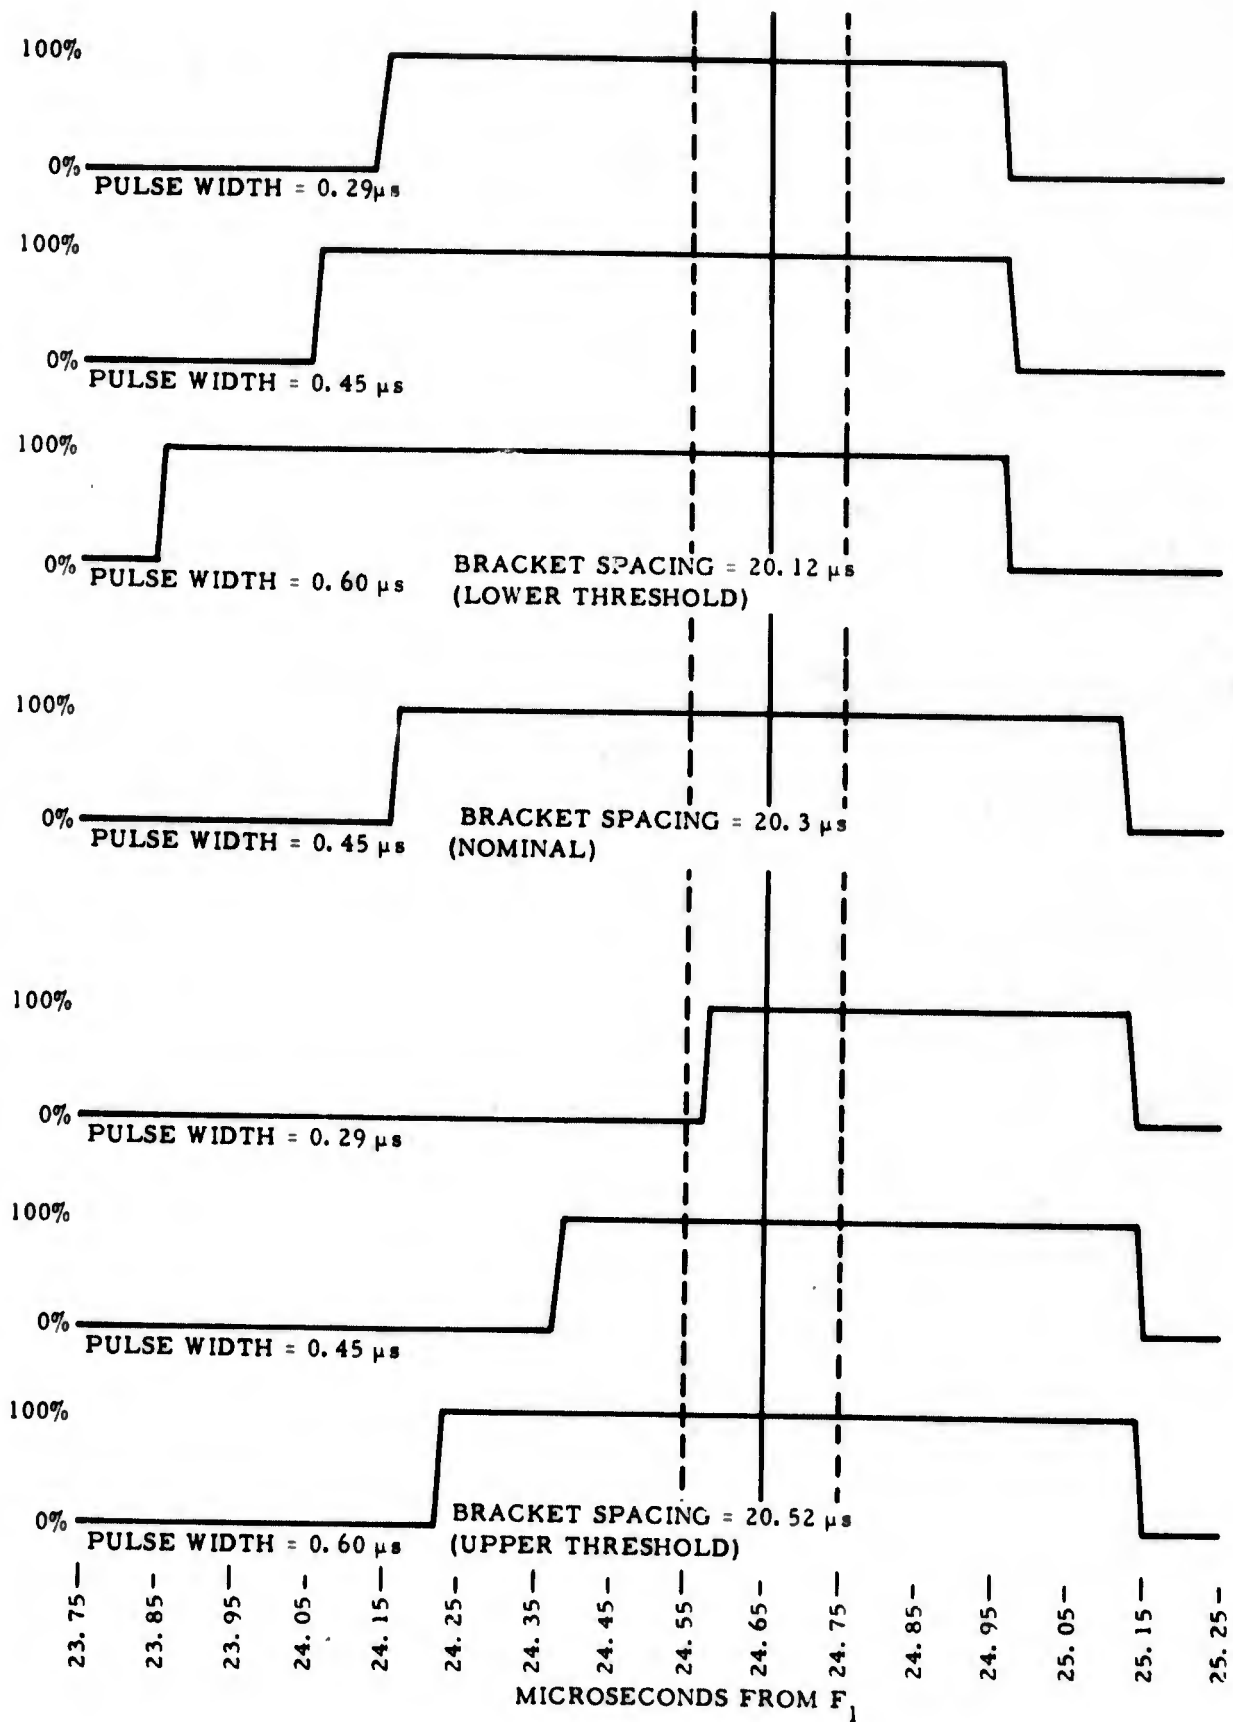 100%
0%
PULSE WIDTH = 0.29μs
100%
0%
PULSE WIDTH = 0.45 μs
100%
0%
PULSE WIDTH = 0.60 μs
BRACKET SPACING = 20.12 μs
(LOWER THRESHOLD)
100%
0%
PULSE WIDTH = 0.45 μs
BRACKET SPACING = 20.3 μs
(NOMINAL)
100%
0%
PULSE WIDTH = 0.29 μs
100%
0%
PULSE WIDTH = 0.45 μs
100%
0%
PULSE WIDTH = 0.60 μs
BRACKET SPACING = 20.52 μs
(UPPER THRESHOLD)
23.75
23.85
23.95
24.05
24.15
24.25
24.35
24.45
24.55
24.65
24.75
24.85
24.95
25.05
25.15
25.25
MICROSECONDS FROM F1